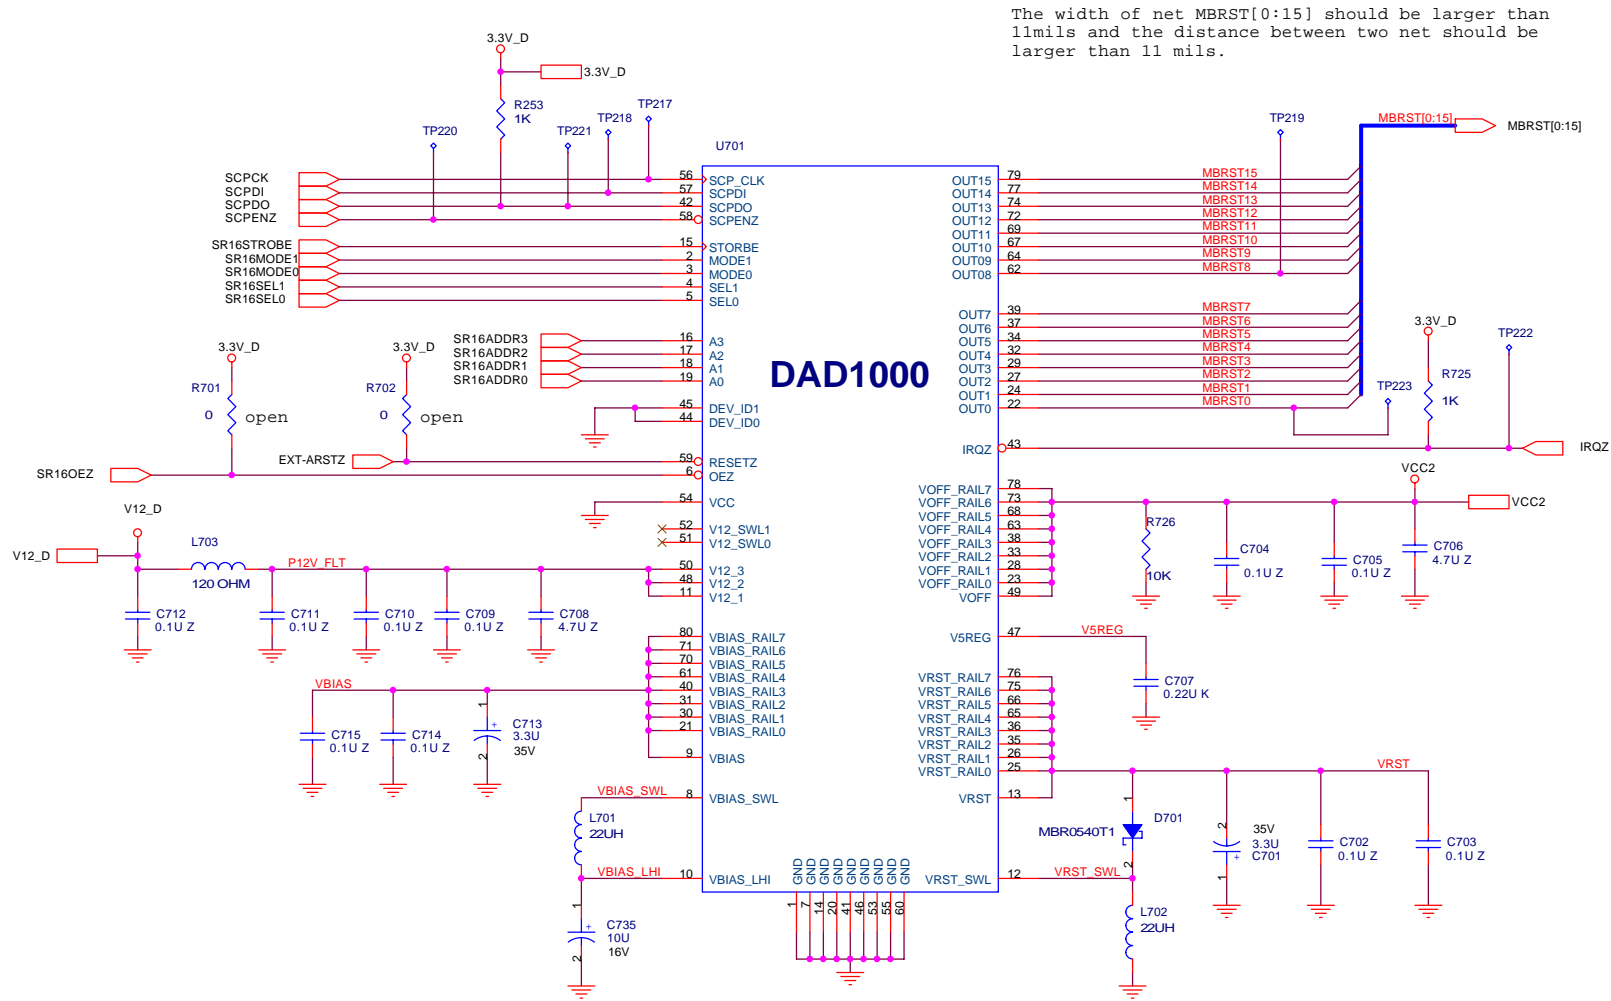 The width of net MBRST[0:15] should be larger than
11mils and the distance between two net should be
larger than 11 mils.
3.3V_D
3.3V_D
R253
1K
TP220
TP221
TP218
TP217
TP219
MBRST[0:15]
MBRST[0:15]
U701
DAD1000
SCPCK
SCPDI
SCPDO
SCPENZ
56 SCP_CLK
57 SCPDI
42 SCPDO
58 SCPENZ
SR16STROBE
SR16MODE1
SR16MODE0
SR16SEL1
SR16SEL0
15 STORBE
2 MODE1
3 MODE0
4 SEL1
5 SEL0
SR16ADDR3
SR16ADDR2
SR16ADDR1
SR16ADDR0
16 A3
17 A2
18 A1
19 A0
45 DEV_ID1
44 DEV_ID0
3.3V_D
R701
0
open
3.3V_D
R702
0
open
EXT-ARSTZ
SR16OEZ
59 RESETZ
6 OEZ
54 VCC
52 V12_SWL1
51 V12_SWL0
V12_D
V12_D
L703
120 OHM
P12V_FLT
50 V12_3
48 V12_2
11 V12_1
C712
0.1U Z
C711
0.1U Z
C710
0.1U Z
C709
0.1U Z
C708
4.7U Z
80 VBIAS_RAIL7
71 VBIAS_RAIL6
70 VBIAS_RAIL5
61 VBIAS_RAIL4
40 VBIAS_RAIL3
31 VBIAS_RAIL2
30 VBIAS_RAIL1
21 VBIAS_RAIL0
9 VBIAS
VBIAS
C715
0.1U Z
C714
0.1U Z
1
2
+
C713
3.3U
35V
VBIAS_SWL
8 VBIAS_SWL
L701
22UH
VBIAS_LHI
10 VBIAS_LHI
1
2
+
C735
10U
16V
GND GND GND GND GND GND GND GND GND
1 7 14 20 41 46 53 55 60
OUT15 79 MBRST15
OUT14 77 MBRST14
OUT13 74 MBRST13
OUT12 72 MBRST12
OUT11 69 MBRST11
OUT10 67 MBRST10
OUT09 64 MBRST9
OUT08 62 MBRST8
OUT7 39 MBRST7
OUT6 37 MBRST6
OUT5 34 MBRST5
OUT4 32 MBRST4
OUT3 29 MBRST3
OUT2 27 MBRST2
OUT1 24 MBRST1
OUT0 22 MBRST0
3.3V_D
TP222
TP223
R725
1K
IRQZ 43
IRQZ
VCC2
VCC2
VOFF_RAIL7 78
VOFF_RAIL6 73
VOFF_RAIL5 68
VOFF_RAIL4 63
VOFF_RAIL3 38
VOFF_RAIL2 33
VOFF_RAIL1 28
VOFF_RAIL0 23
VOFF 49
R726
10K
C704
0.1U Z
C705
0.1U Z
C706
4.7U Z
V5REG 47 V5REG
C707
0.22U K
VRST_RAIL7 76
VRST_RAIL6 75
VRST_RAIL5 66
VRST_RAIL4 65
VRST_RAIL3 36
VRST_RAIL2 35
VRST_RAIL1 26
VRST_RAIL0 25
VRST 13
VRST
1
2
D701
MBR0540T1
2
1
35V
3.3U
C701
+
C702
0.1U Z
C703
0.1U Z
VRST_SWL 12 VRST_SWL
L702
22UH